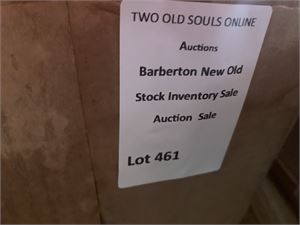 TWO OLD SOULS ONLINE
Auctions
Barberton New Old
Stock Inventory Sale
Auction Sale
Lot 461